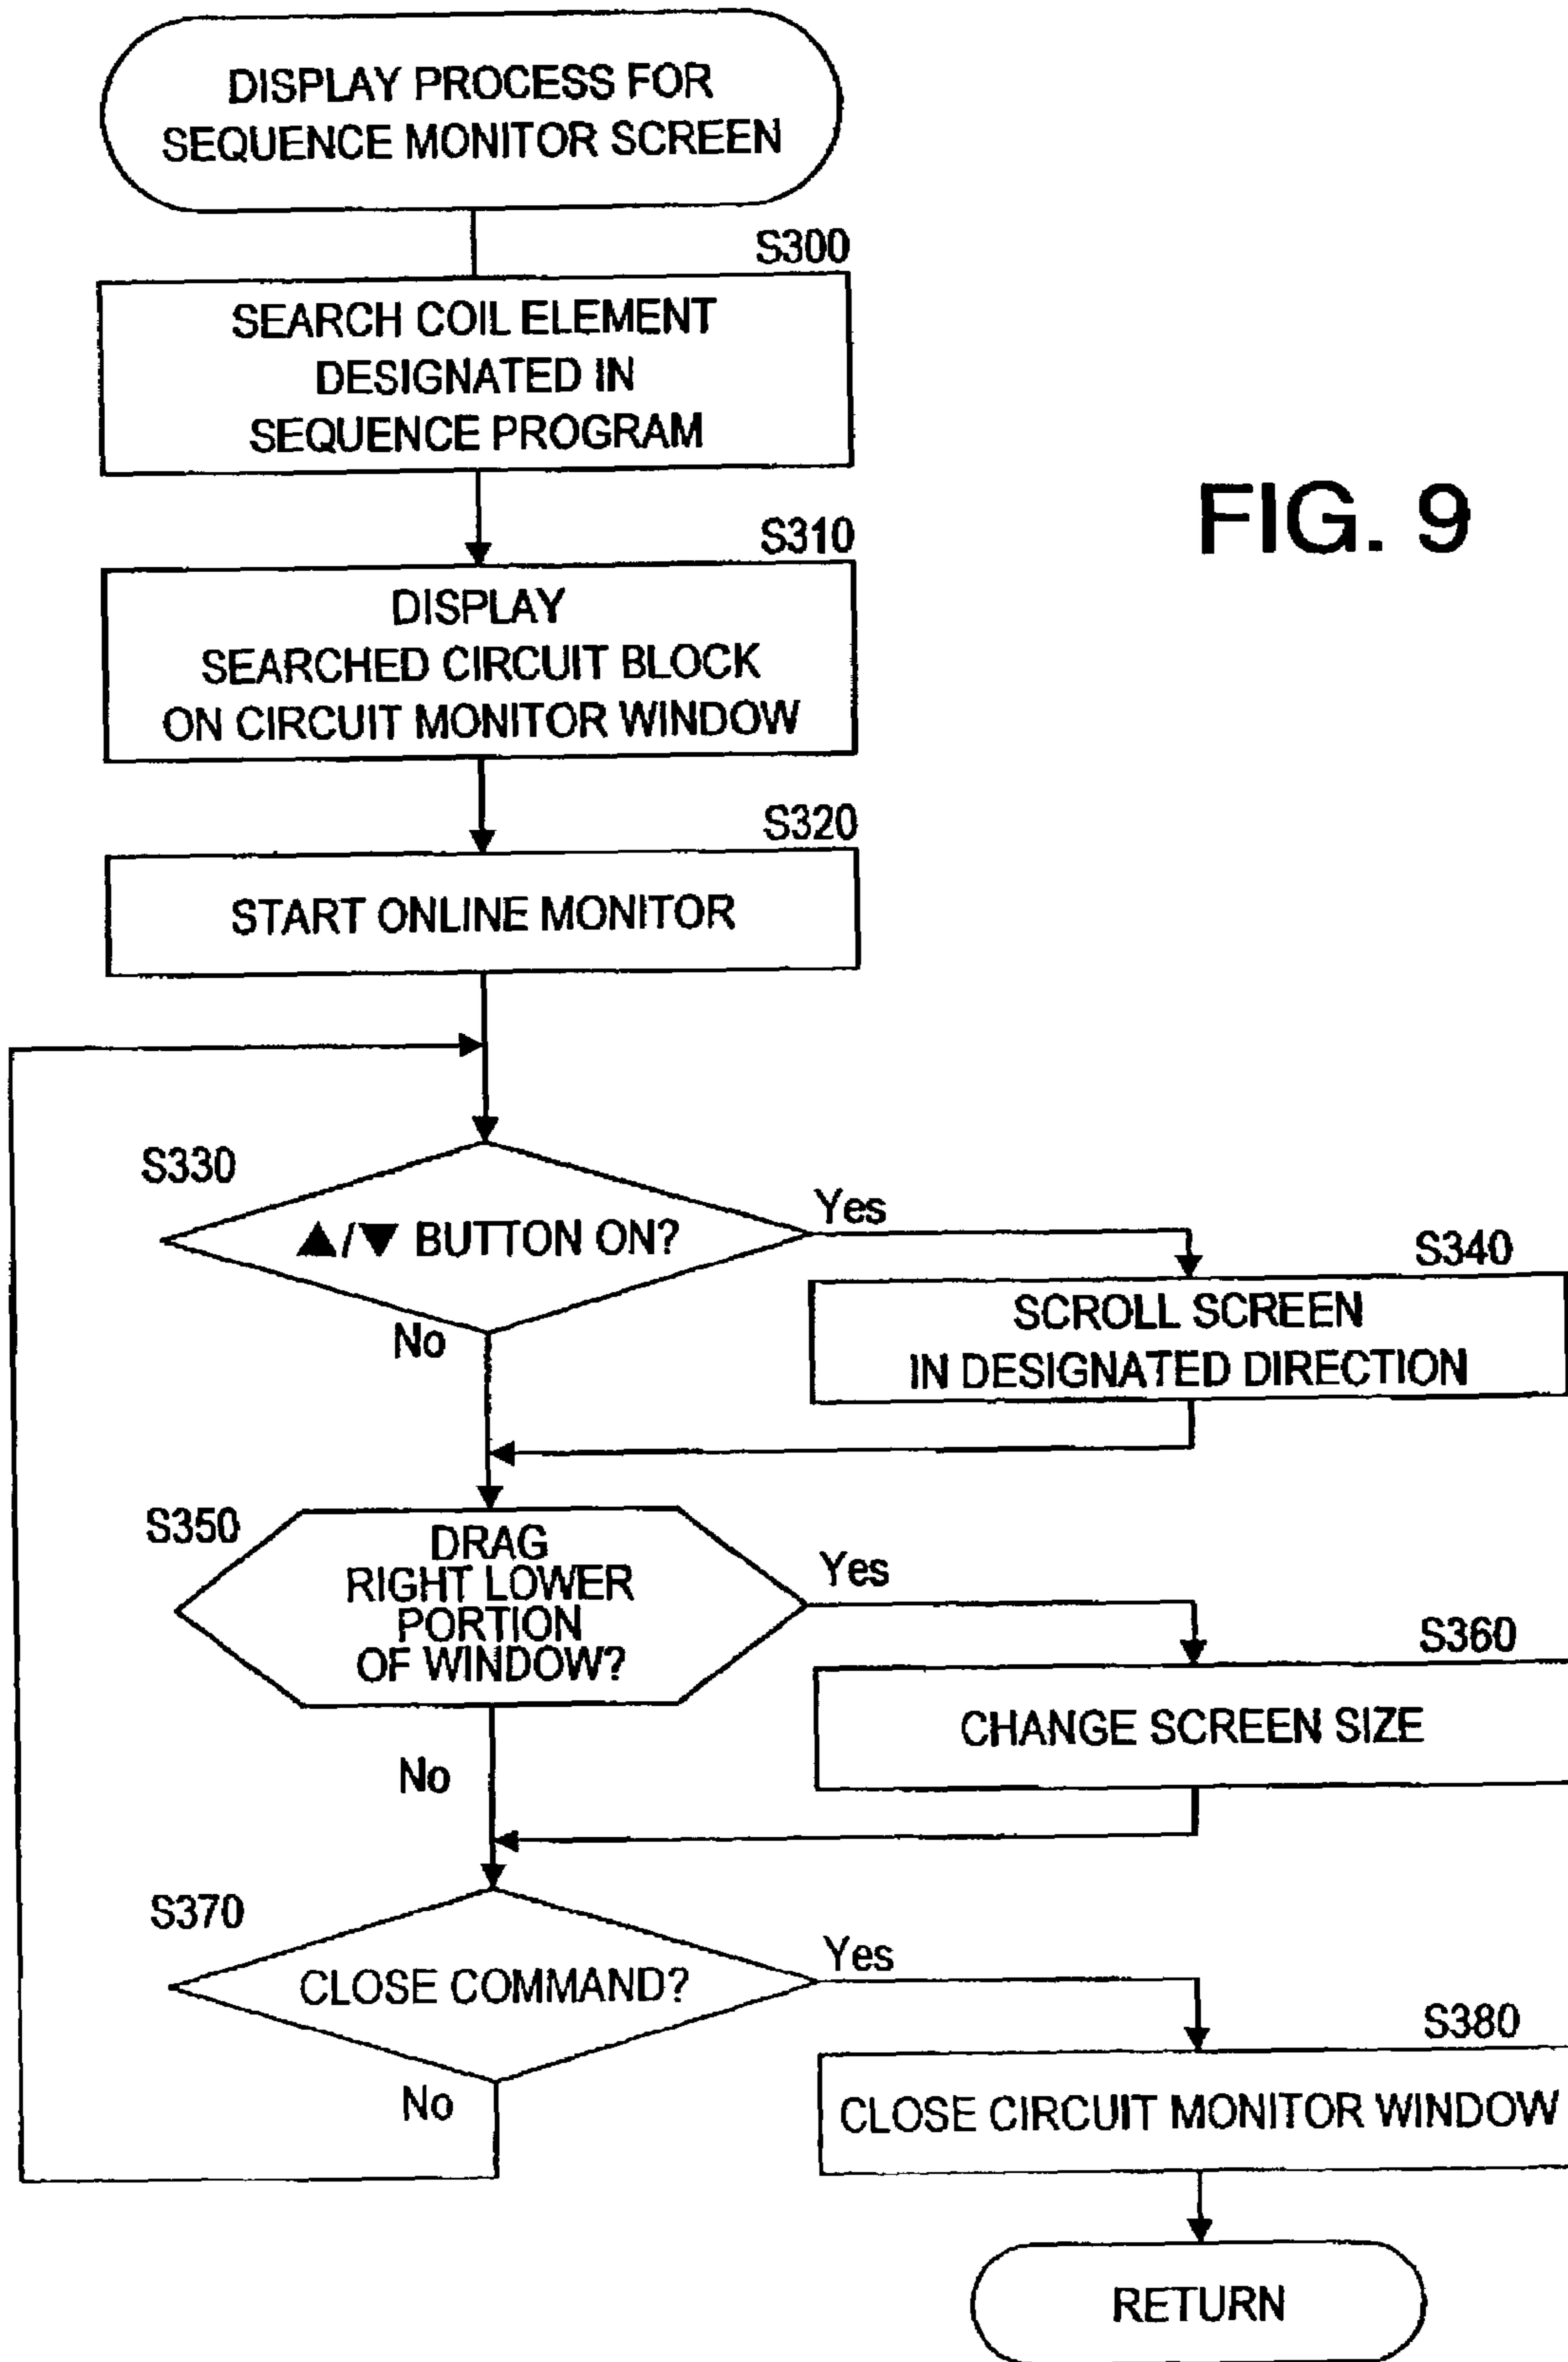 DISPLAY PROCESS FOR
SEQUENCE MONITOR SCREEN
S300
SEARCH COIL ELEMENT
DESIGNATED IN
SEQUENCE PROGRAM
FIG. 9
S310
DISPLAY
SEARCHED CIRCUIT BLOCK
ON CIRCUIT MONITOR WINDOW
S320
START ONLINE MONITOR
S330
▲/▼ BUTTON ON?
Yes
No
S340
SCROLL SCREEN
IN DESIGNATED DIRECTION
S350
DRAG
RIGHT LOWER
PORTION
OF WINDOW?
Yes
No
S360
CHANGE SCREEN SIZE
S370
CLOSE COMMAND?
Yes
No
S380
CLOSE CIRCUIT MONITOR WINDOW
RETURN